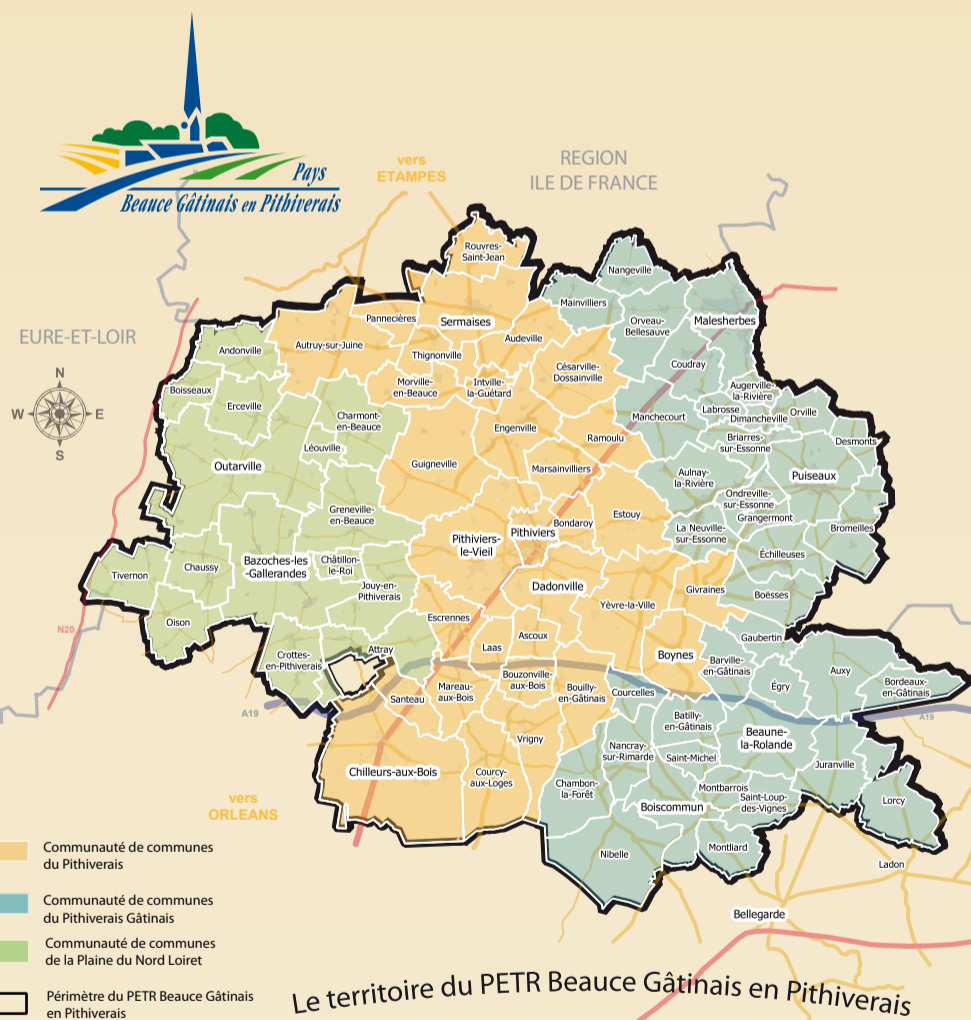 Pays
Beauce Gâtinais en Pithiverais
vers
ETAMPES
REGION
ILE DE FRANCE
EURE-ET-LOIR
N
W
E
S
Rouvres-
Saint-Jean
Nangeville
Mainvilliers
Pannecières
Sermaises
Orveau-
Bellesauve
Malesherbes
Audeville
Autruy-sur-Juine
Andonville
Thignonville
Césarville-
Dossainville
Coudray
Boisseaux
Morville-
en-Beauce
Intville-
la-Guétard
Augerville-
la-Rivière
Erceville
Charmont-
en-Beauce
Manchecourt
Labrosse
Dimancheville
Orville
Engenville
Ramoulu
Briarres-
sur-Essonne
Desmonts
Léouville
Outarville
Guigneville
Marsainvilliers
Aulnay-
la-Rivière
Puiseaux
Ondreville-
sur-Essonne
Greneville-
en-Beauce
Estouy
Grangermont
Bondaroy
Pithiviers
La Neuville-
sur-Essonne
Bromeilles
Pithiviers-
le-Vieil
Échilleuses
Bazoches-les
-Gallerandes
Châtillon-
le-Roi
Chaussy
Tivernon
Jouy-en-
Pithiverais
Dadonville
Givraines
Boësses
Yèvre-la-Ville
Escrennes
Oison
N20
Ascoux
Gaubertin
Laas
Attray
Boynes
Crottes-
en-Pithiverais
Barville-
en-Gâtinais
Auxy
Bouzonville-
aux-Bois
Égry
Bordeaux-
en-Gâtinais
Mareau-
aux-Bois
Bouilly-
en-Gâtinais
Courcelles
Santeau
A19
A19
Batilly-
en-Gâtinais
Beaune-
la-Rolande
Vrigny
Nancray-
sur-Rimarde
Saint-Michel
Juranville
Chilleurs-aux-Bois
Courcy-
aux-Loges
Chambon-
la-Forêt
Montbarrois
Saint-Loup-
des-Vignes
Lorcy
Boiscommun
vers
ORLEANS
Nibelle
Montliard
Ladon
Bellegarde
Communauté de communes
du Pithiverais
Communauté de communes
du Pithiverais Gâtinais
Communauté de communes
de la Plaine du Nord Loiret
Périmètre du PETR Beauce Gâtinais
en Pithiverais
Le territoire du PETR Beauce Gâtinais en Pithiverais